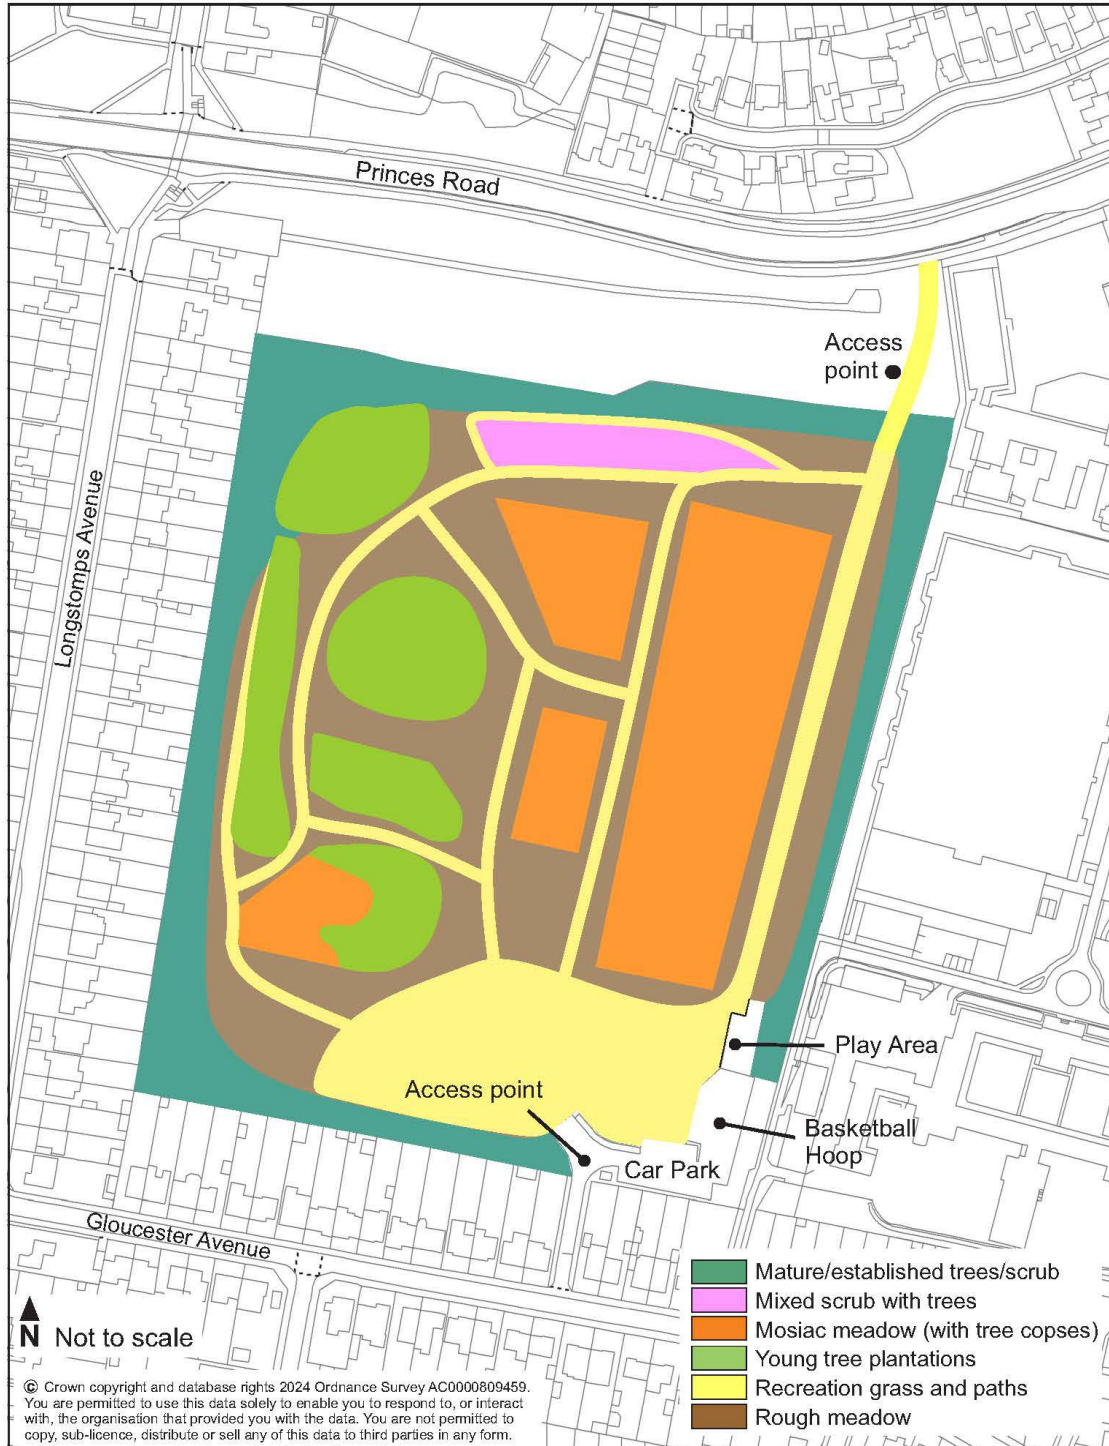 Princes Road
Access
point
Longstomps Avenue
Play Area
Access point
Basketball
Hoop
Car Park
Gloucester Avenue
Mature/established trees/scrub
Mixed scrub with trees
Mosiac meadow (with tree copses)
Young tree plantations
Recreation grass and paths
Rough meadow
N Not to scale
© Crown copyright and database rights 2024 Ordnance Survey AC0000809459.
You are permitted to use this data solely to enable you to respond to, or interact
with, the organisation that provided you with the data. You are not permitted to
copy, sub-licence, distribute or sell any of this data to third parties in any form.